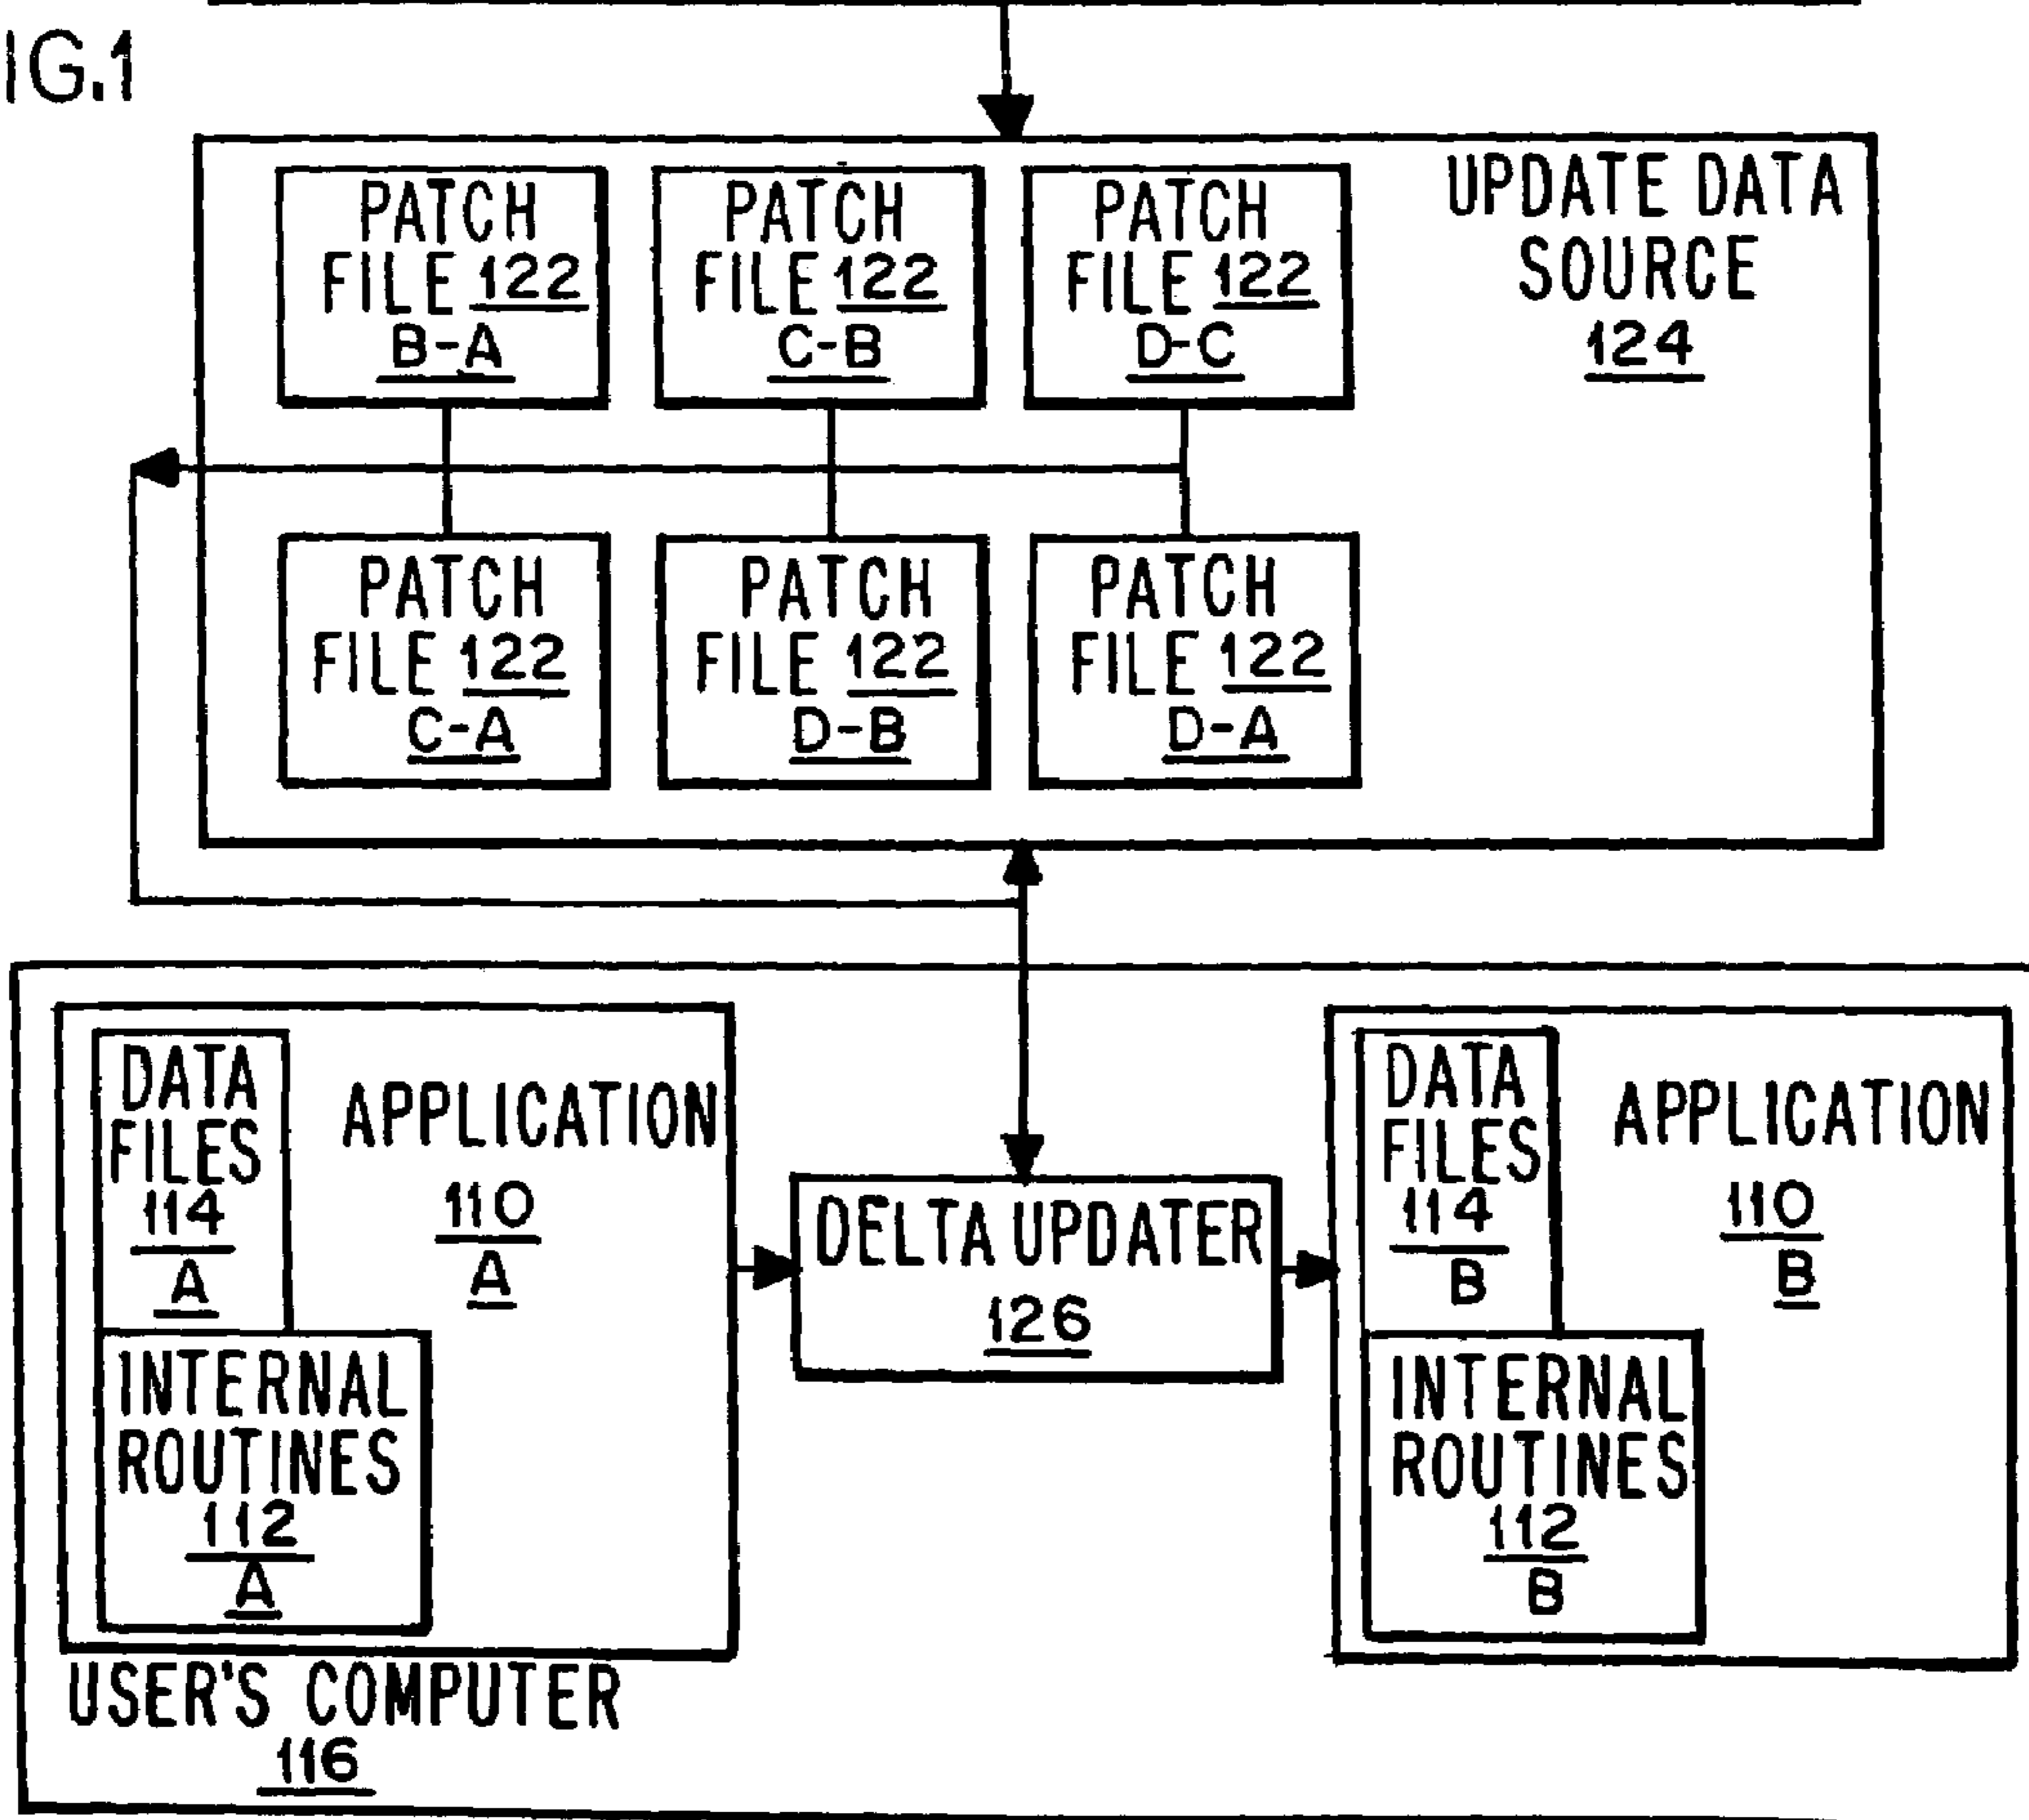 IG.1
PATCH
FILE 122
B-A
PATCH
FILE 122
C-B
PATCH
FILE 122
D-C
UPDATE DATA
SOURCE
124
PATCH
FILE 122
C-A
PATCH
FILE 122
D-B
PATCH
FILE 122
D-A
DATA
FILES
114
A
APPLICATION
110
A
INTERNAL
ROUTINES
112
A
DELTA UPDATER
126
DATA
FILES
114
B
APPLICATION
110
B
INTERNAL
ROUTINES
112
B
USER'S COMPUTER
116